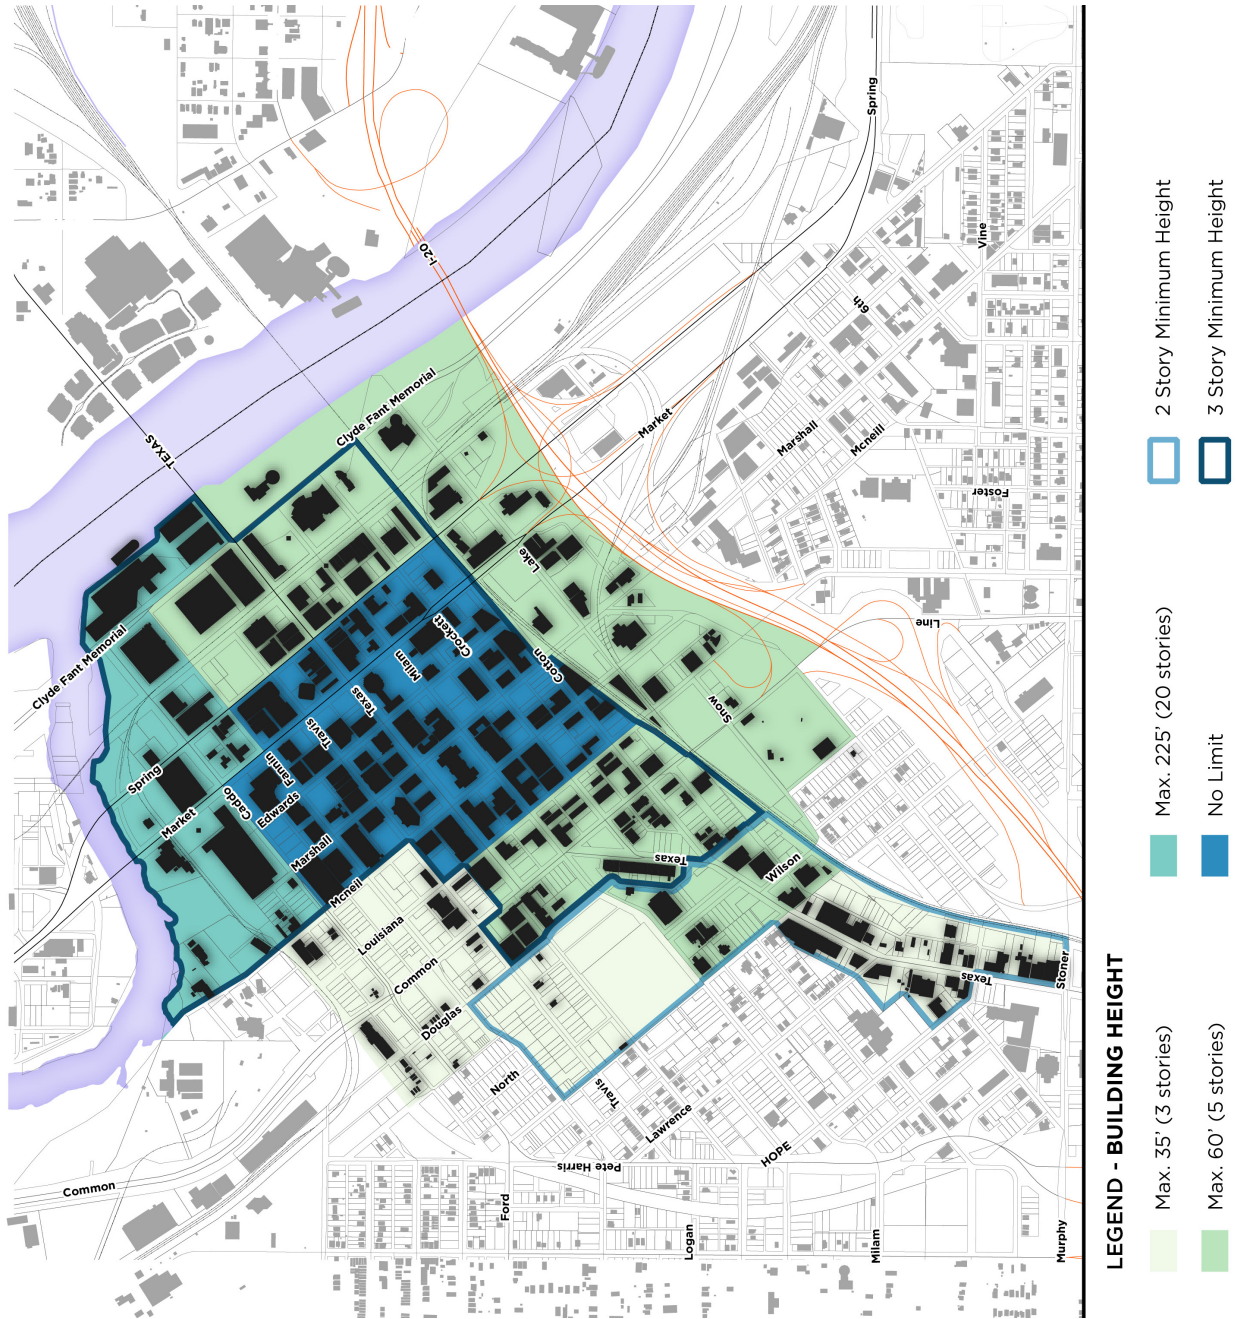 Spring
I-20
Vine
6th
TEXAS
Clyde Fant Memorial
Market
Marshall
Mcneill
Foster
Lake
Clyde Fant Memorial
Crockett
Milam
Cotton
Line
Texas
Travis
Snow
Spring
Fannin
Caddo
Edwards
Market
Marshall
Mcneil
Texas
Wilson
Louisiana
Common
Texas
Stoner
Douglas
North
Travis
Lawrence
HOPE
Pete Harris
Common
Ford
Logan
Milam
Murphy
LEGEND - BUILDING HEIGHT
Max. 35' (3 stories)
Max. 225' (20 stories)
2 Story Minimum Height
Max. 60' (5 stories)
No Limit
3 Story Minimum Height